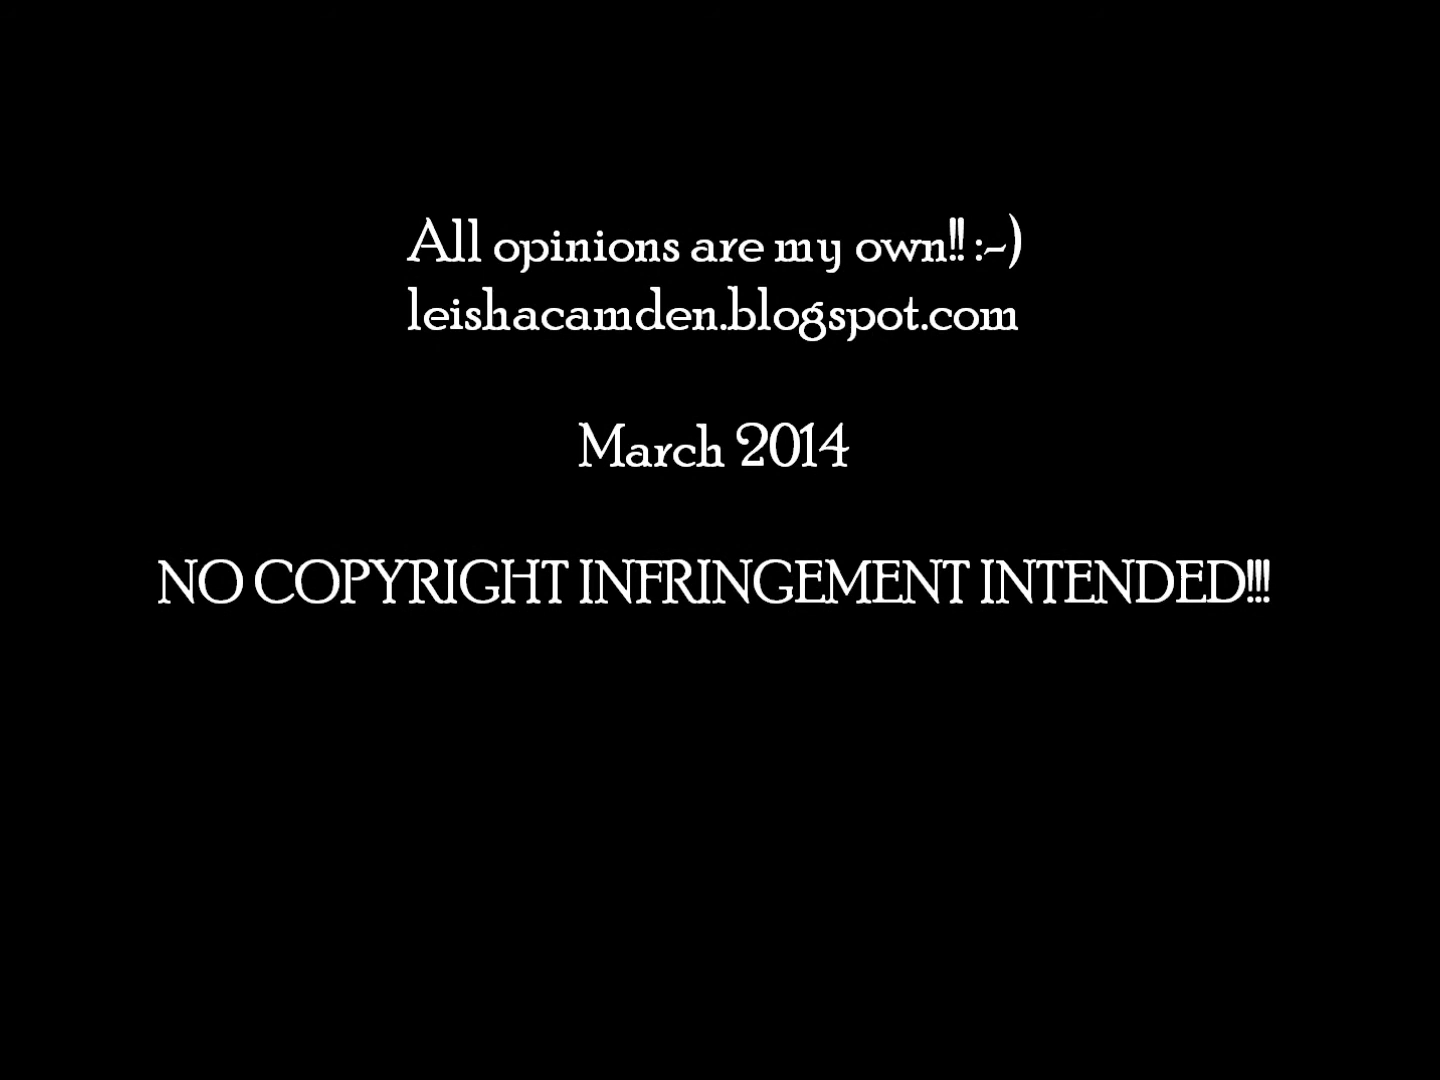 All opinions are my own!! :-)
leishacamden.blogspot.com
March 2014
NO COPYRIGHT INFRINGEMENT INTENDED!!!